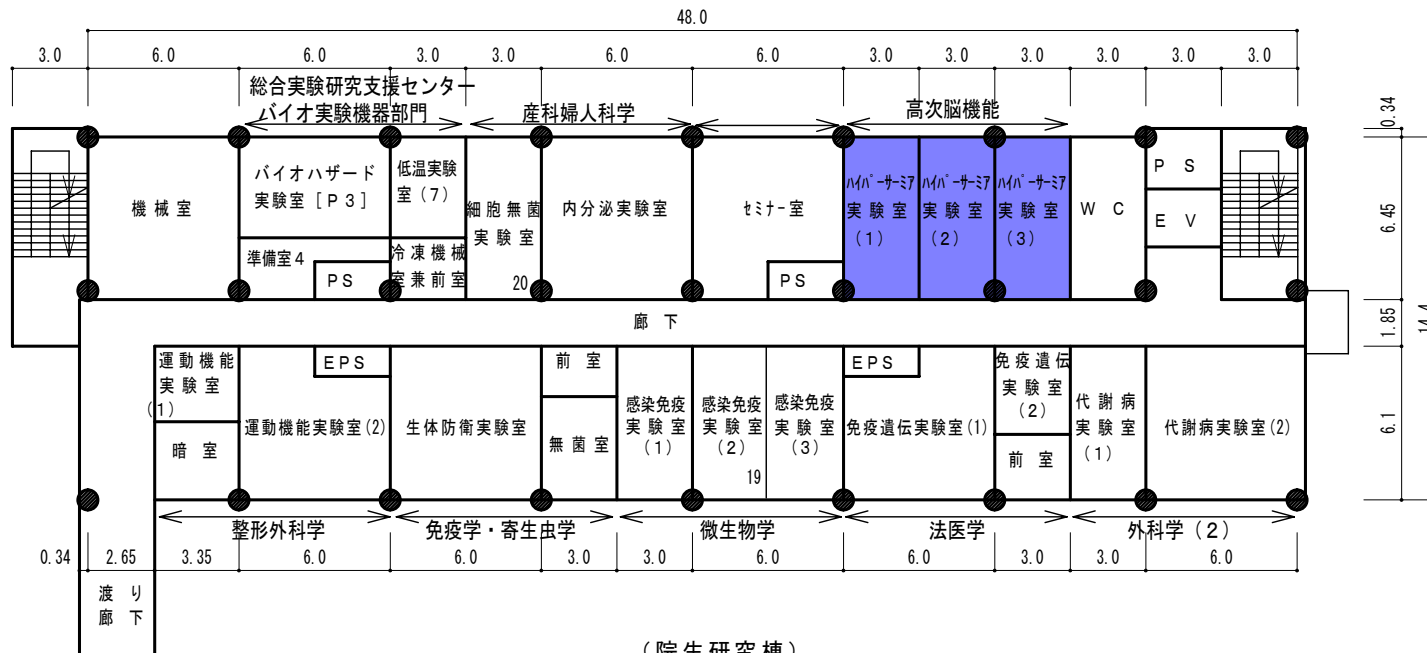 48.0
3.0 6.0 6.0 3.0 3.0 6.0 6.0 3.0 3.0 3.0 3.0 3.0 3.0
総合実験研究支援センター
バイオ実験機器部門
産科婦人科学
高次脳機能
0.34
機械室
バイオハザード
実験室［P3］
準備室4
PS
低温実験
室(7)
冷凍機械
室兼前室
細胞無菌
実験室
20
内分泌実験室
セミナー室
PS
ハイパーサーミア
実験室
(1)
ハイパーサーミア
実験室
(2)
ハイパーサーミア
実験室
(3)
WC
PS
EV
6.45
廊下
1.85
14.4
運動機能
実験室
(1)
暗室
EPS
運動機能実験室(2)
生体防衛実験室
前室
無菌室
感染免疫
実験室
(1)
感染免疫
実験室
(2)
19
感染免疫
実験室
(3)
EPS
免疫遺伝実験室(1)
免疫遺伝
実験室
(2)
前室
代謝病
実験室
(1)
代謝病実験室(2)
6.1
整形外科学
免疫学・寄生虫学
微生物学
法医学
外科学(2)
0.34 2.65 3.35 6.0 6.0 3.0 3.0 6.0 6.0 3.0 3.0 6.0
渡り
廊下
(院生研究棟)